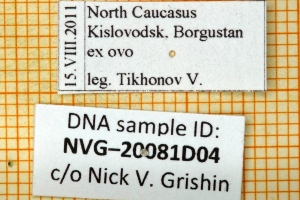 15.VIII.2011
North Caucasus
Kislovodsk, Borgustan
ex ovo
leg. Tikhonov V.
DNA sample ID:
NVG–20081D04
c/o Nick V. Grishin